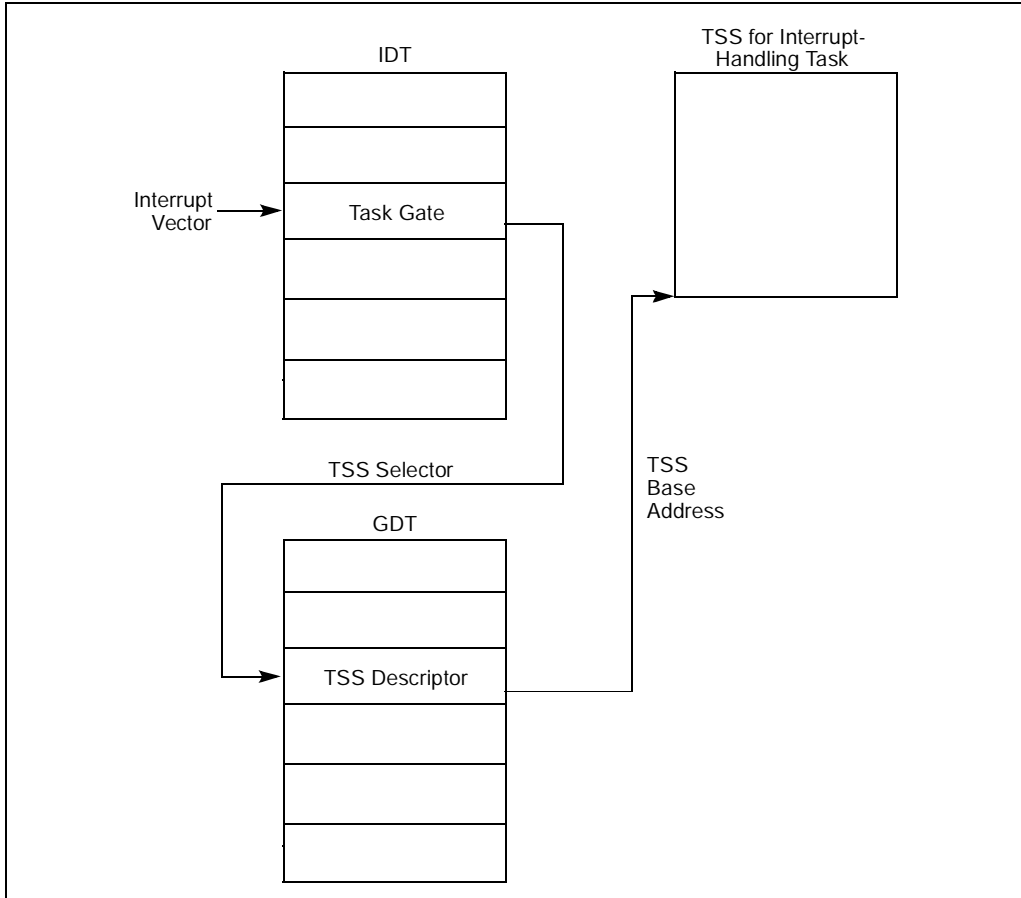 IDT
TSS for Interrupt-
Handling Task
Interrupt
Vector
Task Gate
TSS Selector
TSS
Base
Address
GDT
TSS Descriptor